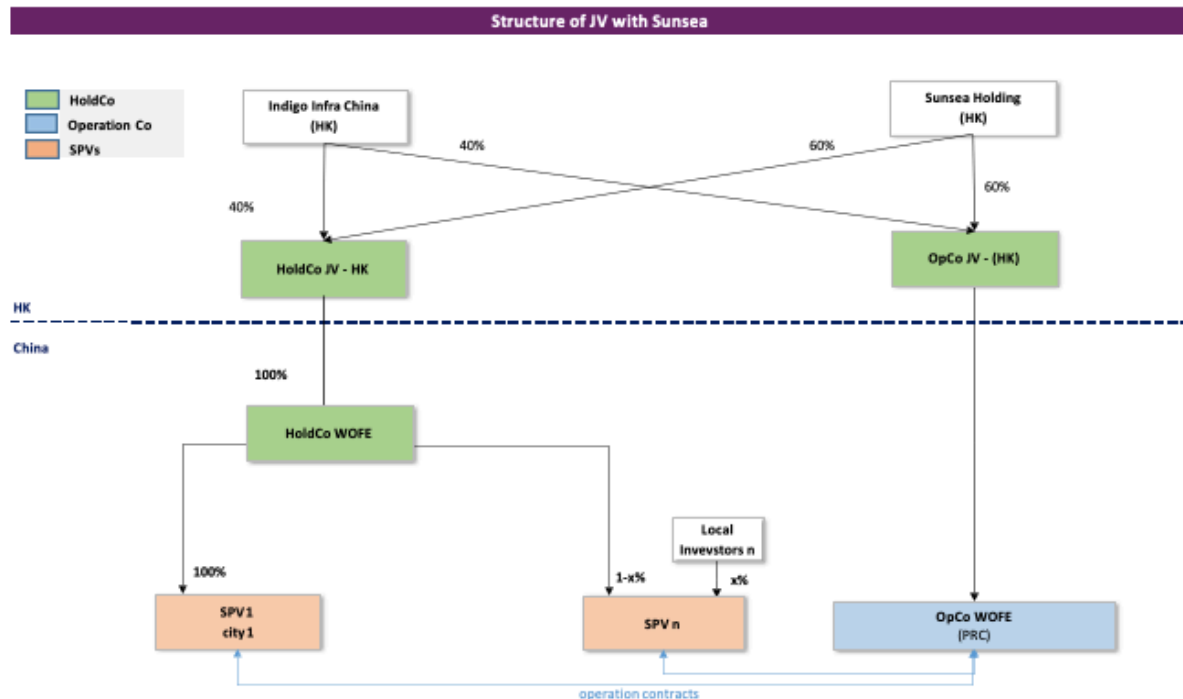 Structure of JV with Sunsea
HoldCo
Operation Co
SPVs
Indigo Infra China
(HK)
Sunsea Holding
(HK)
40%
60%
40%
60%
HoldCo JV - HK
OpCo JV - (HK)
HK
China
100%
HoldCo WOFE
Local
Invevstors n
100%
1-x%
x%
SPV 1
city 1
SPV n
OpCo WOFE
(PRC)
operation contracts